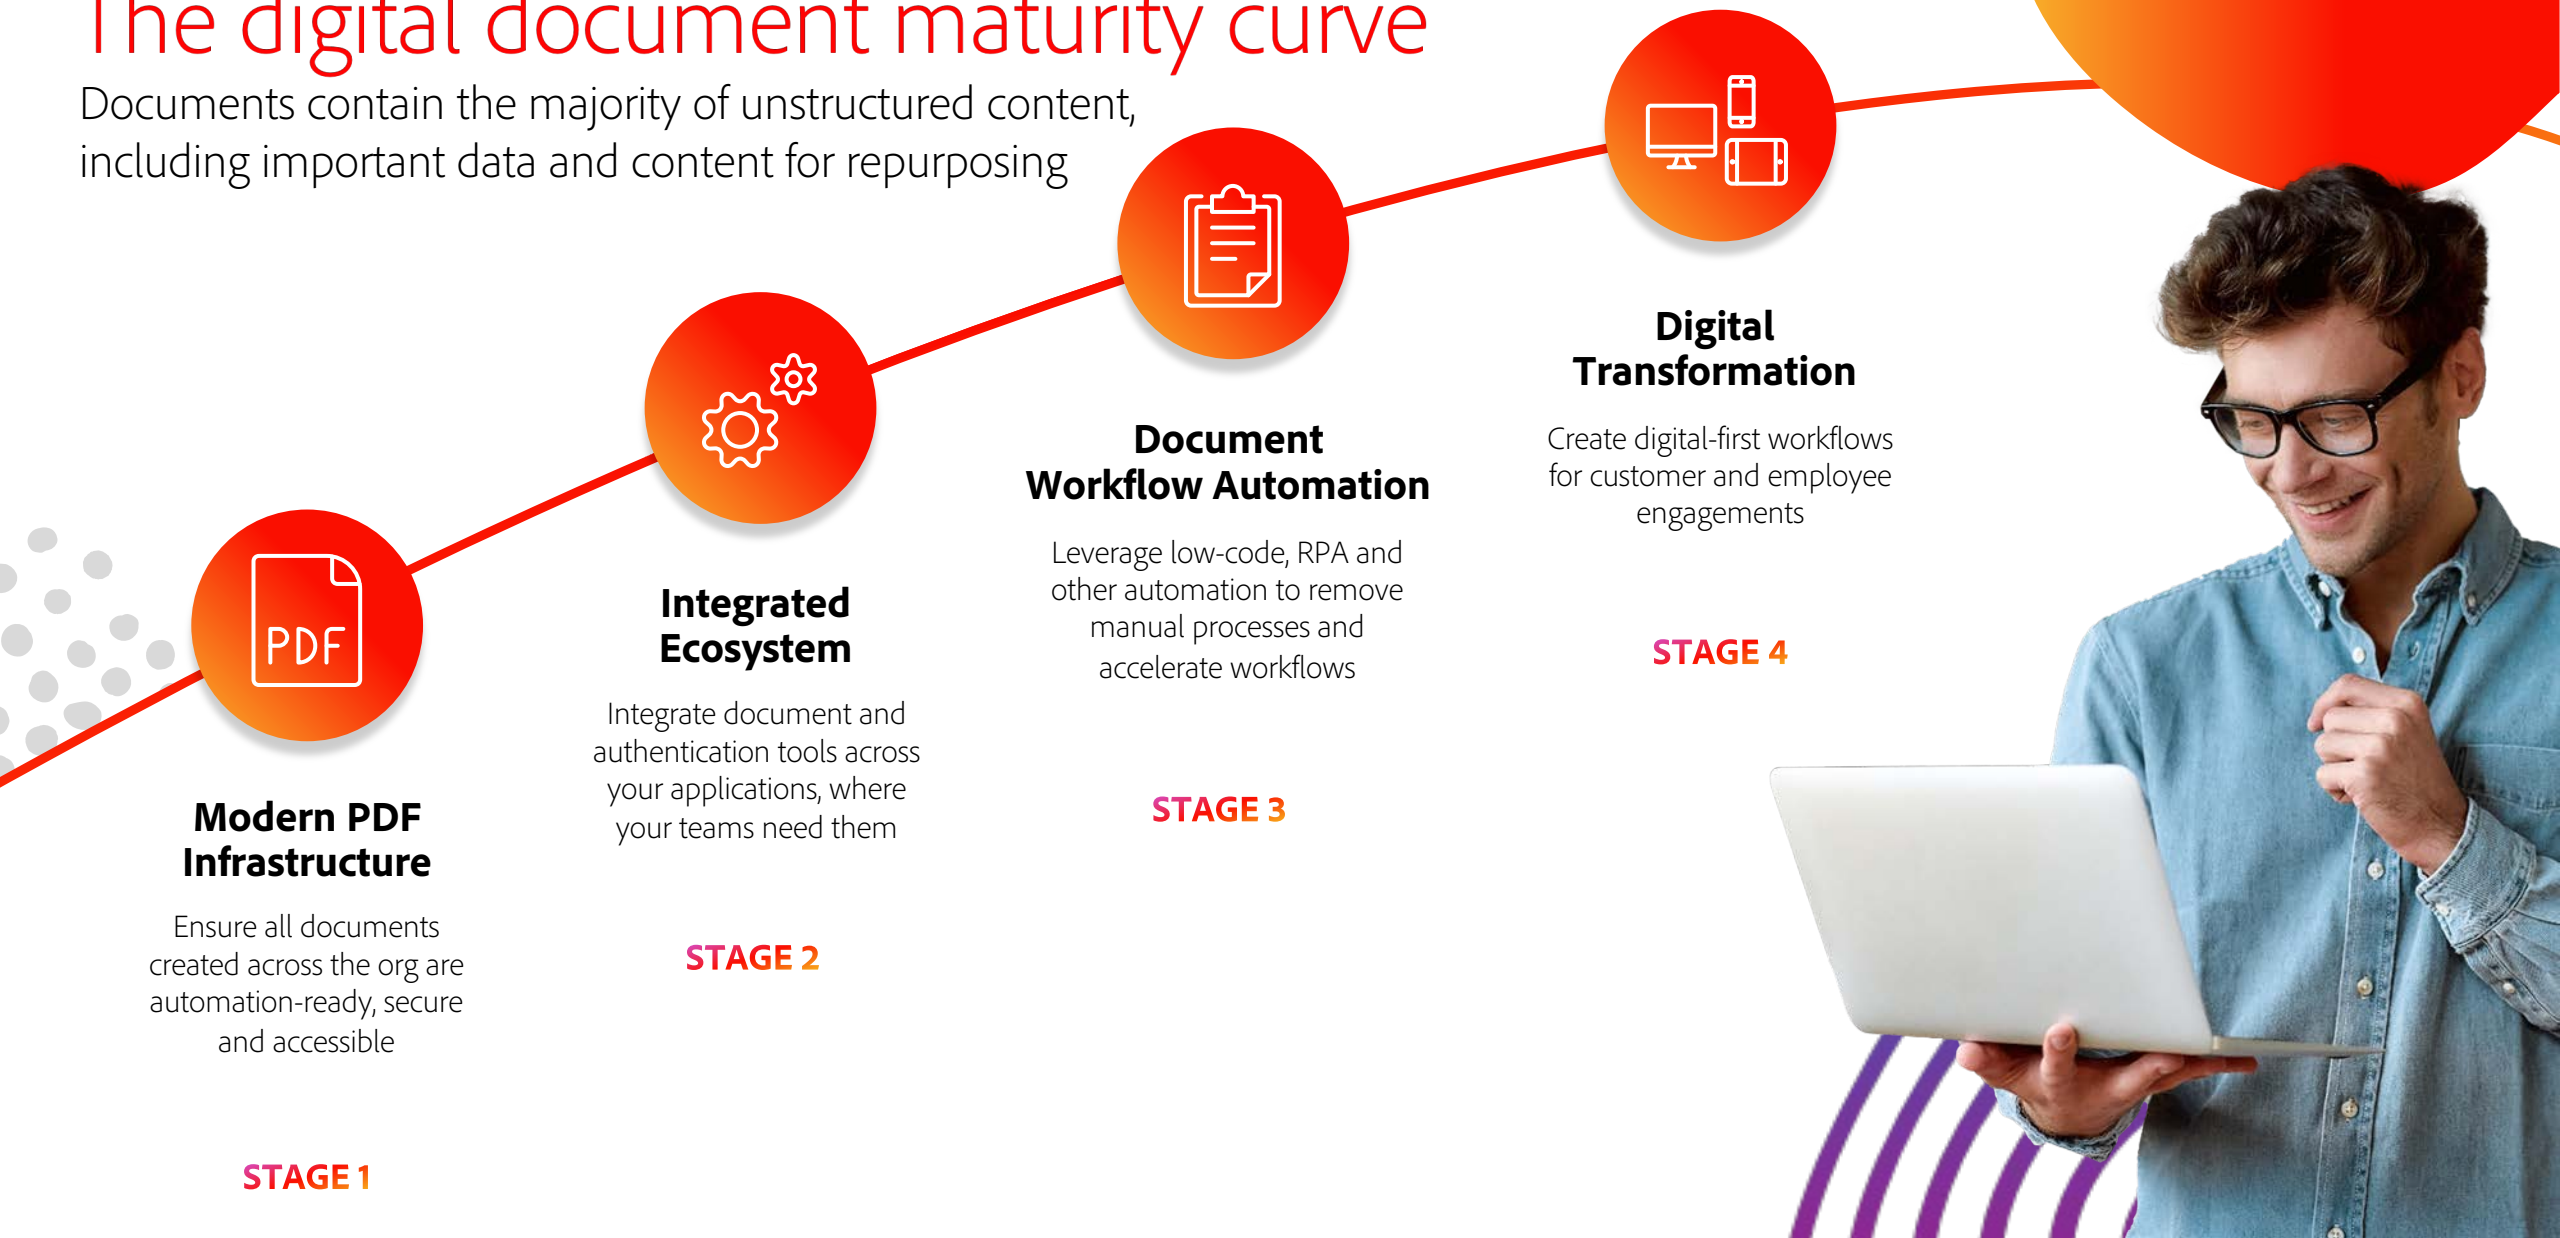 The digital document maturity curve
Documents contain the majority of unstructured content,
including important data and content for repurposing
PDF
Modern PDF
Infrastructure
Ensure all documents
created across the org are
automation-ready, secure
and accessible
STAGE 1
Integrated
Ecosystem
Integrate document and
authentication tools across
your applications, where
your teams need them
STAGE 2
Document
Workflow Automation
Leverage low-code, RPA and
other automation to remove
manual processes and
accelerate workflows
STAGE 3
Digital
Transformation
Create digital-first workflows
for customer and employee
engagements
STAGE 4